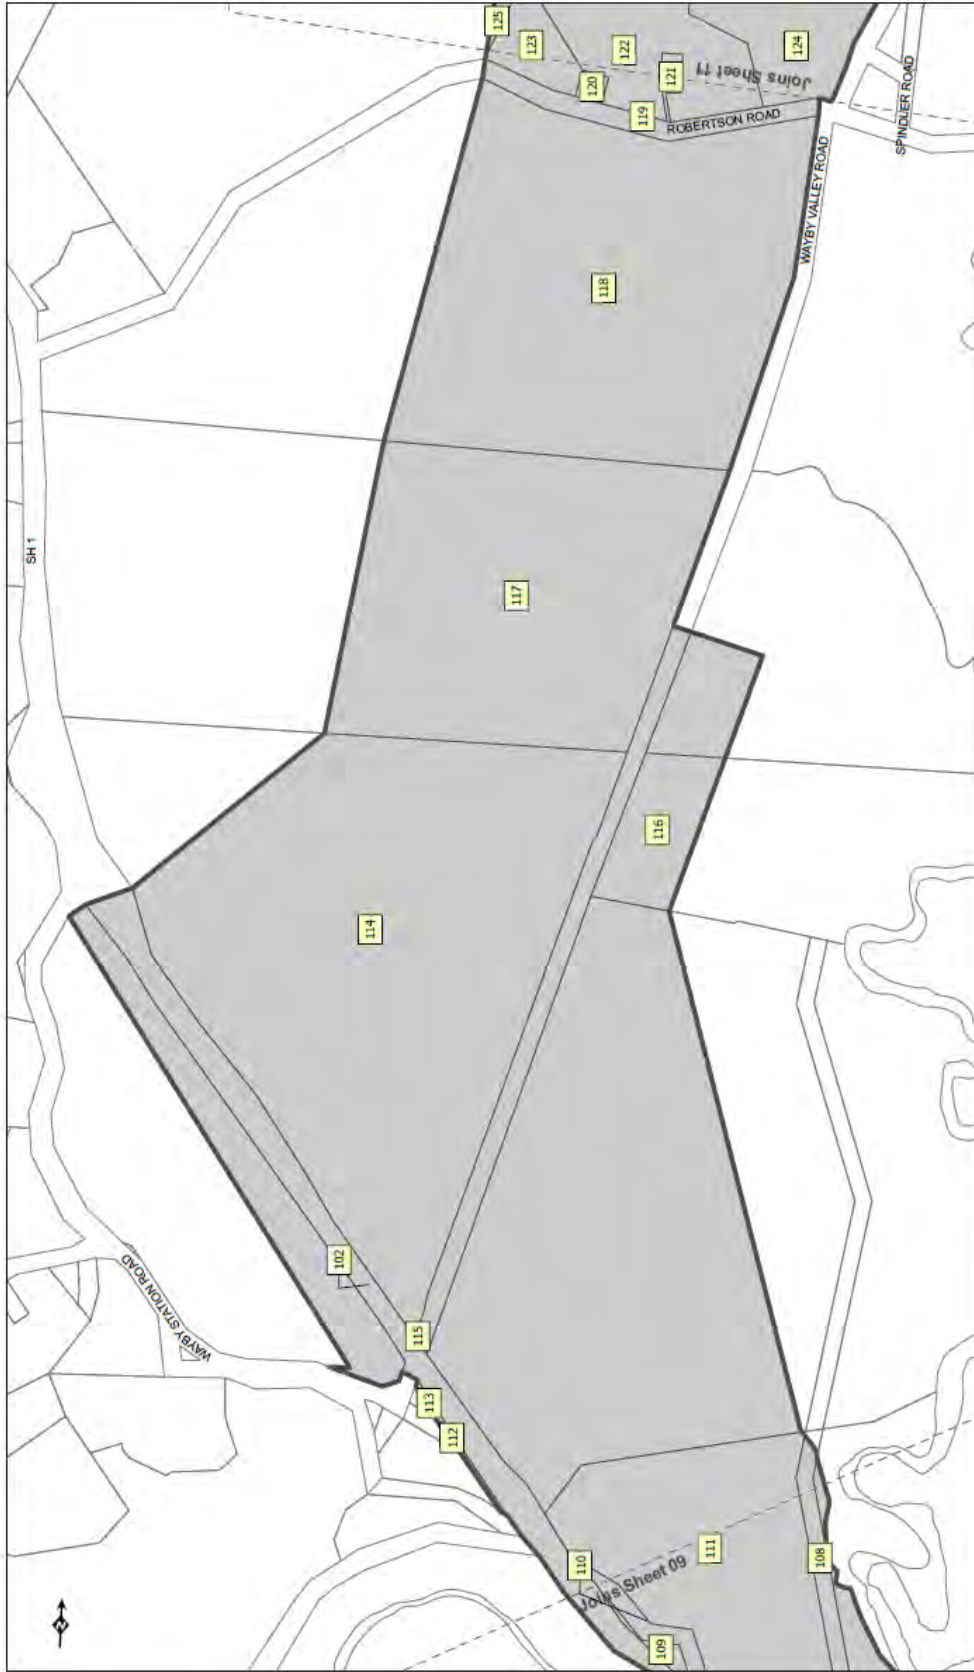 125
123
122
124
120
121
Joins Sheet 11
119
ROBERTSON ROAD
SPINDLER ROAD
WAYBY VALLEY ROAD
118
SH 1
117
116
114
102
WAYBY STATION ROAD
115
113
112
110
111
108
Joins Sheet 09
109
N